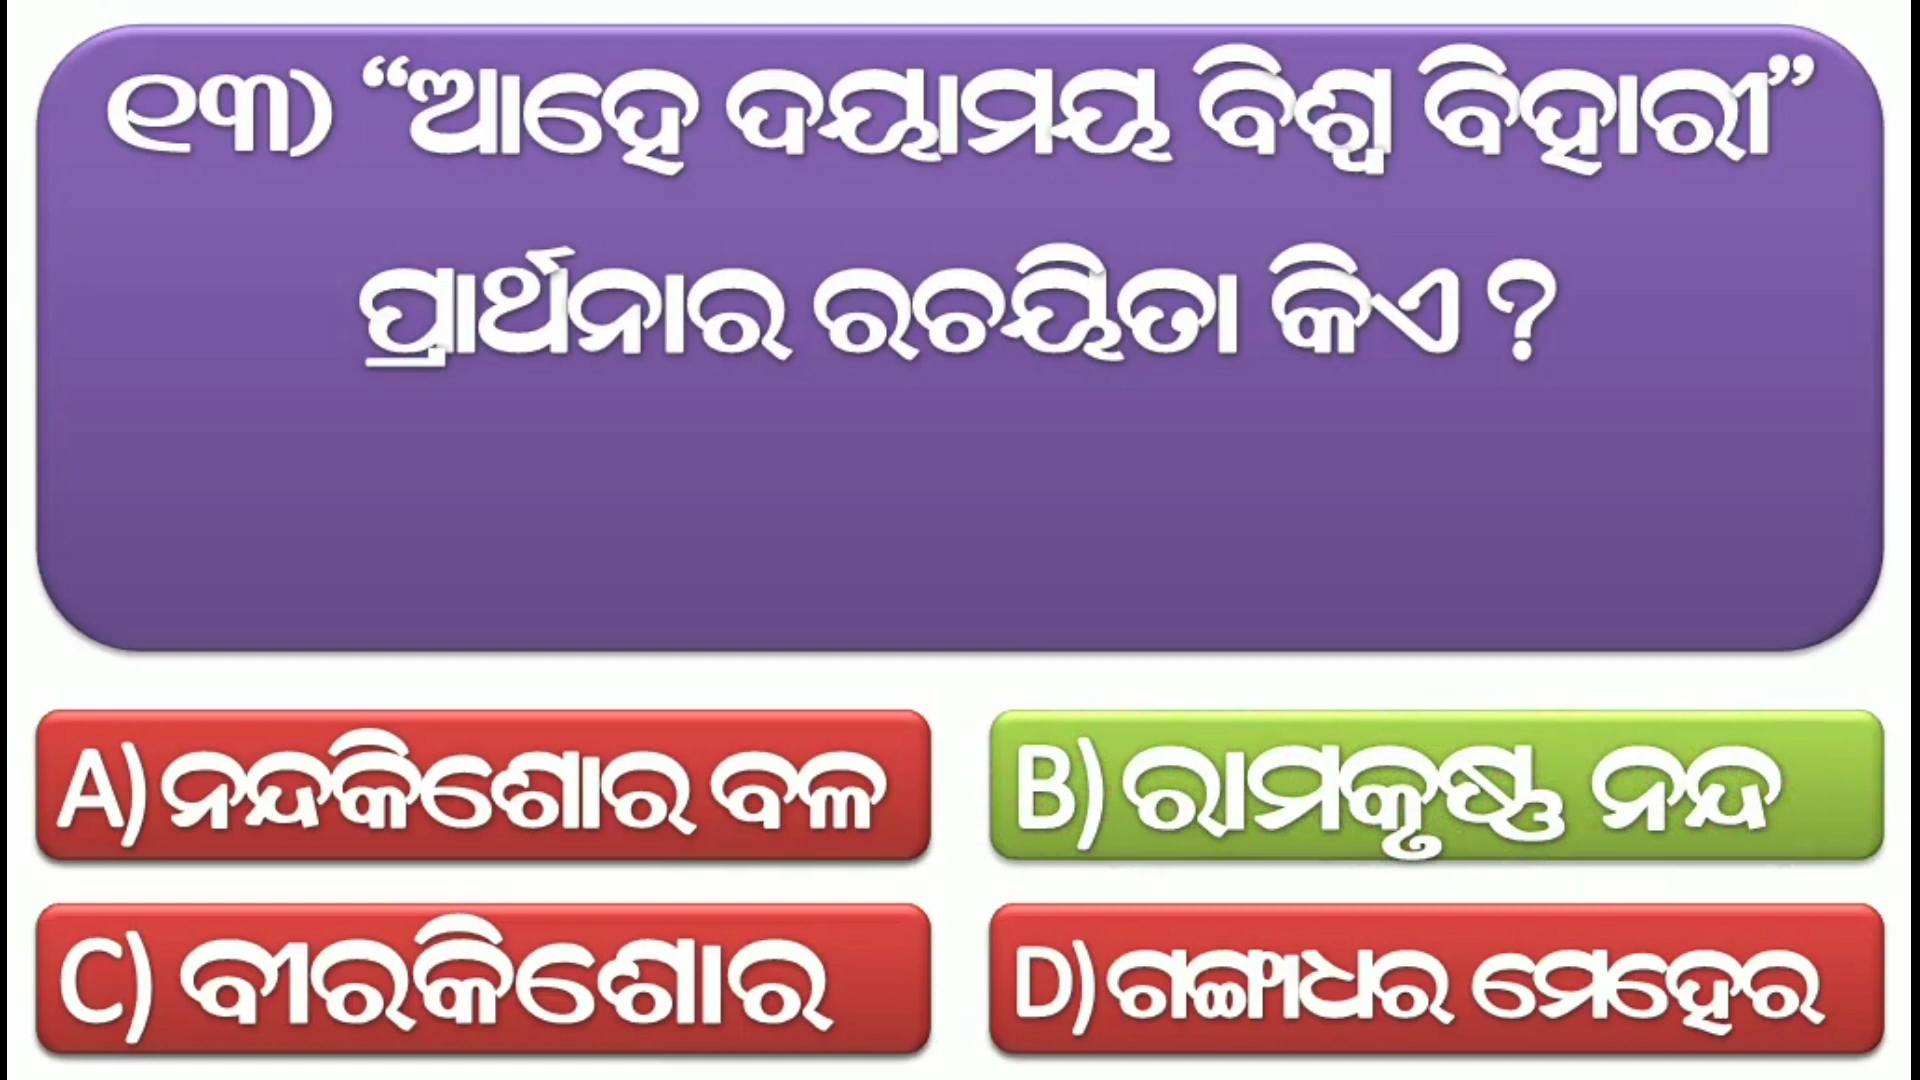 ୧୩) “ଆହେ ଦୟାମୟ ବିଶ୍ଵ ବିହାରୀ”
ପ୍ରାର୍ଥନାର ରଚୟିତା କିଏ ?
A) ନନ୍ଦକିଶୋର ବଳ
B) ରାମକୃଷ୍ଣ ନନ୍ଦ
C) ବୀରକିଶୋର
D) ଗଙ୍ଗାଧର ମେହେର